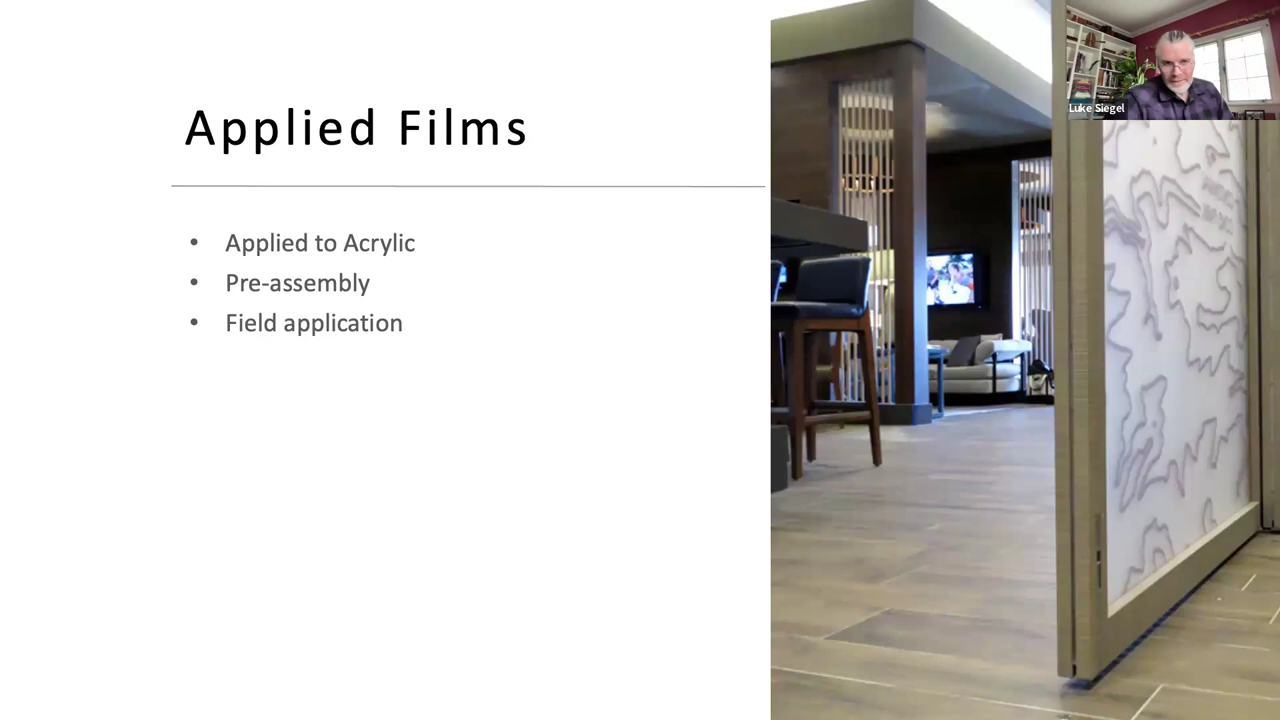 Applied Films
• Applied to Acrylic
• Pre-assembly
• Field application
Luke Siegel